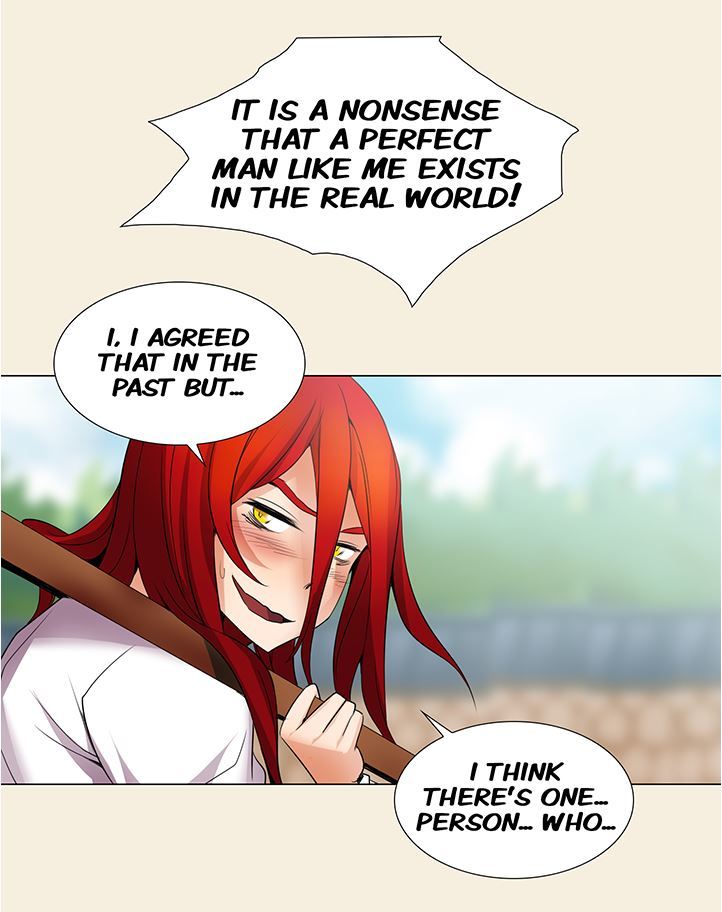 IT IS A NONSENSE
THAT A PERFECT
MAN LIKE ME EXISTS
IN THE REAL WORLD!
I, I AGREED
THAT IN THE
PAST BUT...
I THINK
THERE'S ONE...
PERSON... WHO...